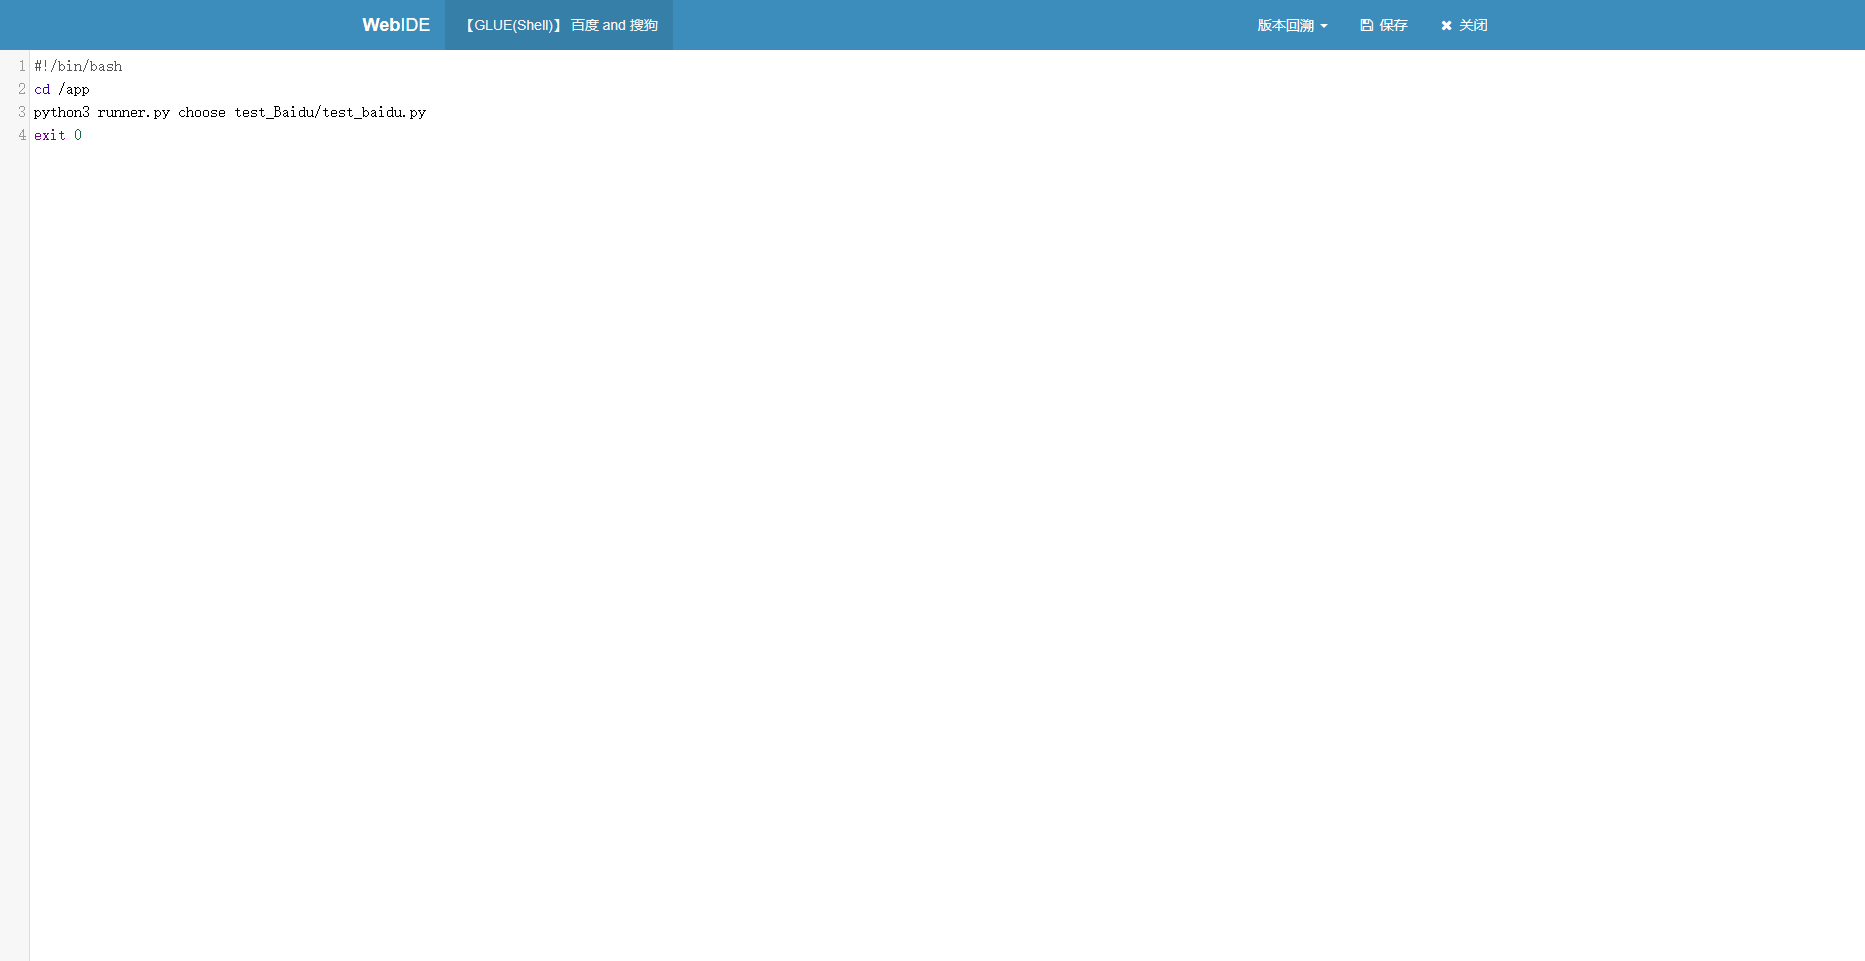 WebIDE 【GLUE(Shell)】 百度 and 搜狗 版本回溯 保存 关闭
1 #!/bin/bash
2 cd /app
3 python3 runner.py choose test_Baidu/test_baidu.py
4 exit 0